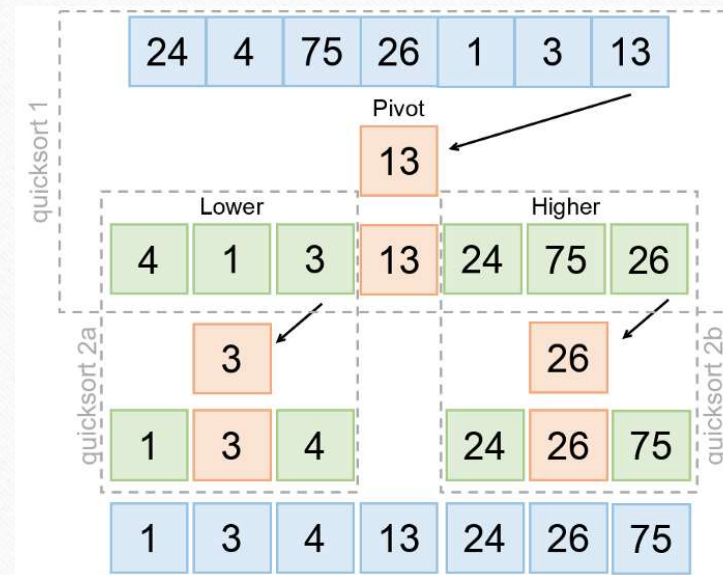 24 4 75 26 1 3 13
quicksort 1
Pivot
13
Lower
Higher
4 1 3 13 24 75 26
quicksort 2a
quicksort 2b
3
26
1 3 4
24 26 75
1 3 4 13 24 26 75